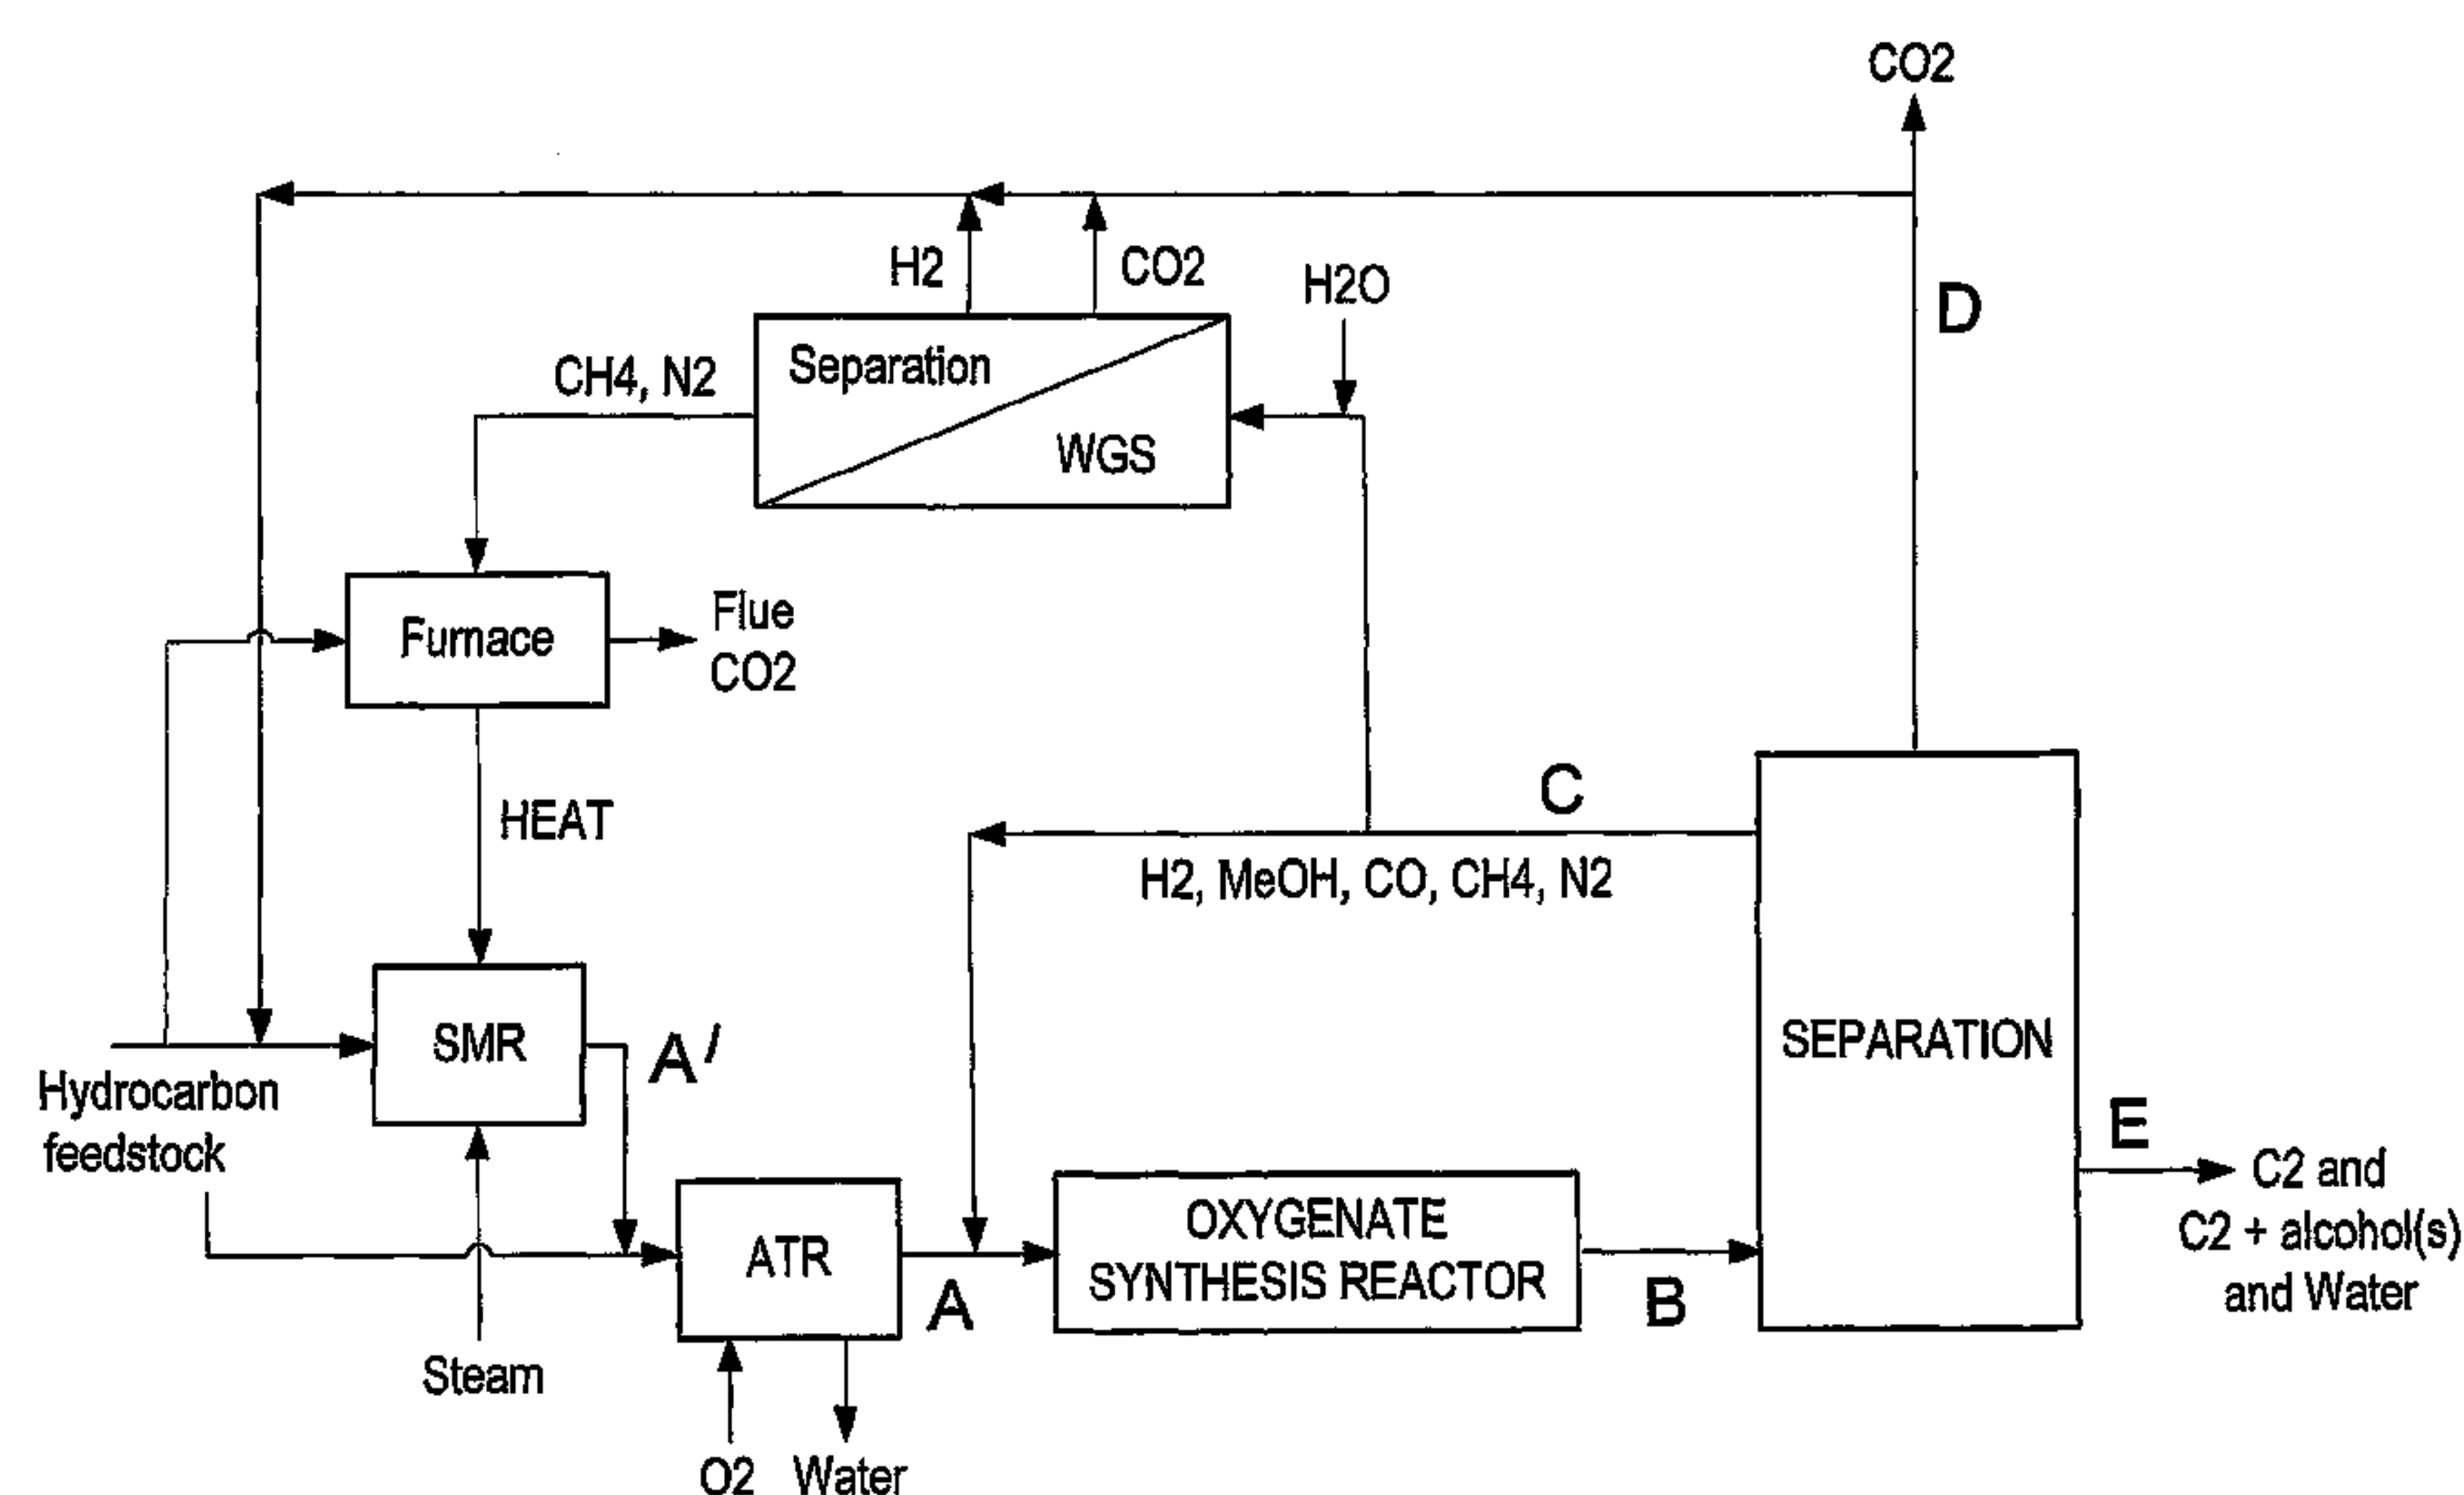 CO2
H2
CO2
H2O
D
Separation
CH4, N2
WGS
Flue
CO2
Furnace
C
HEAT
H2, MeOH, CO, CH4, N2
SMR
A/
SEPARATION
Hydrocarbon
feedstock
E
C2 and
C2 + alcohol(s)
and Water
OXYGENATE
SYNTHESIS REACTOR
ATR
A
B
Steam
O2
Water